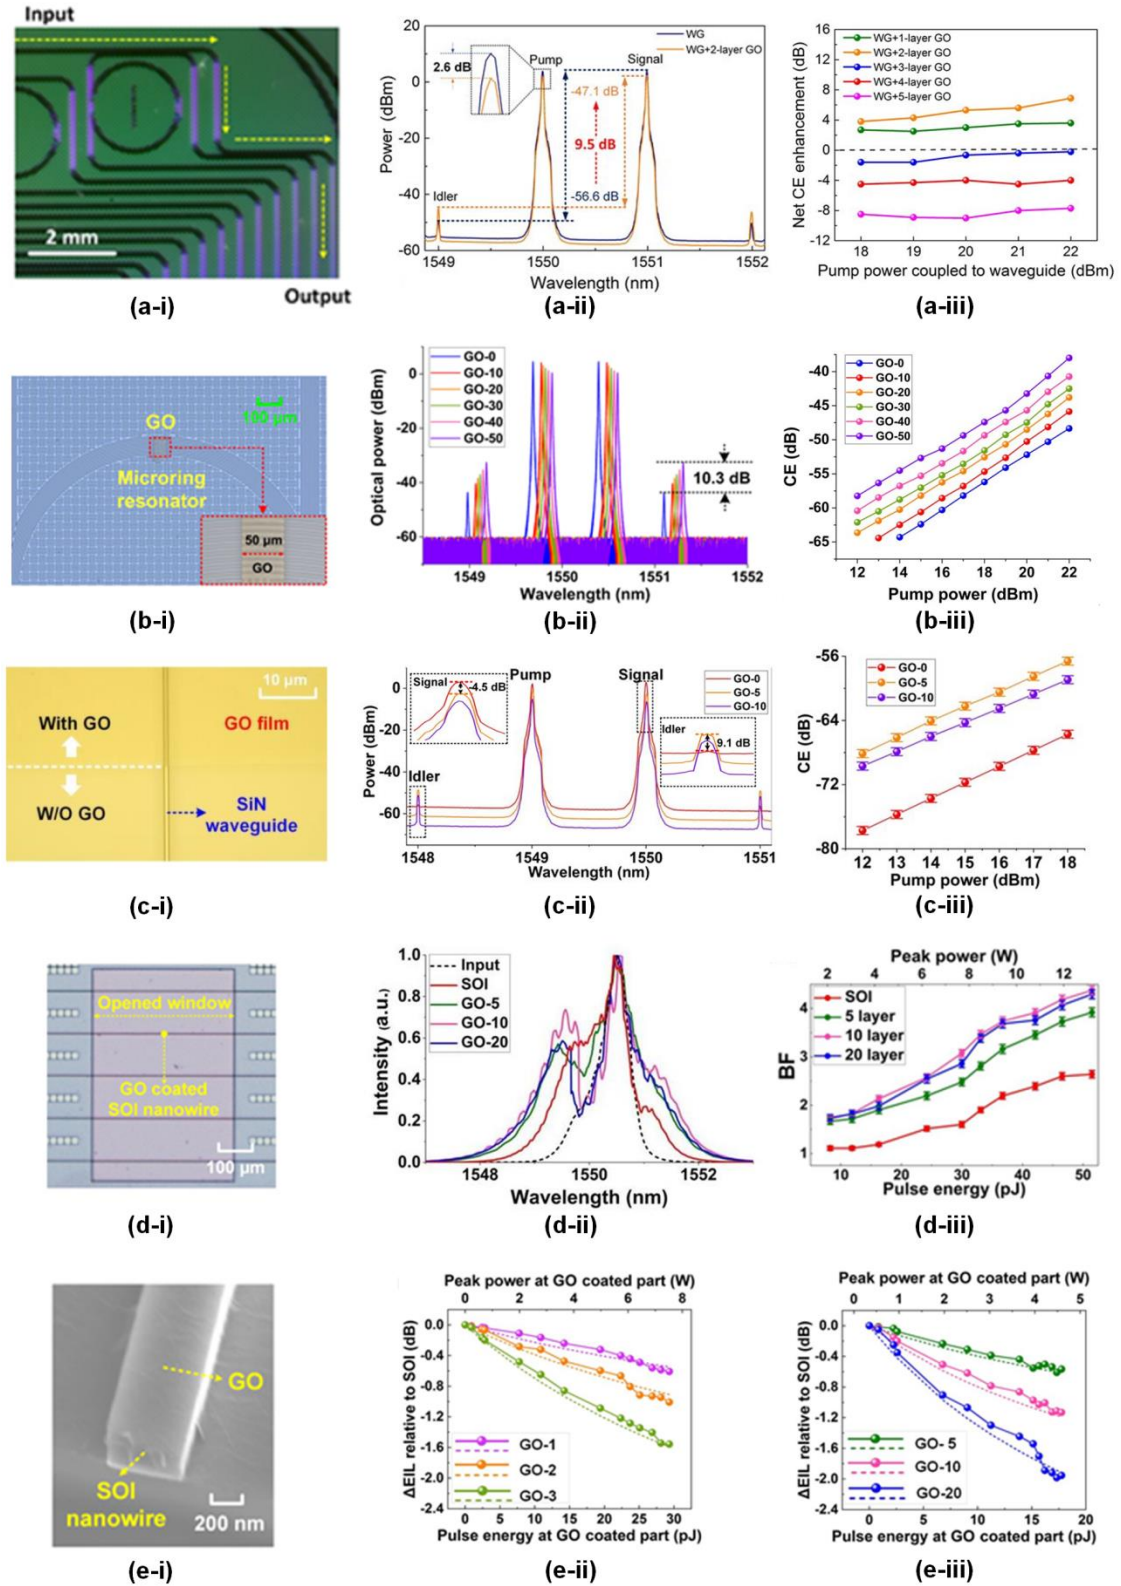 Input
2 mm
Output
(a-i)
20
0
-20
-40
-60
Power (dBm)
WG
WG+2-layer GO
2.6 dB
Pump
Signal
-47.1 dB
9.5 dB
-56.6 dB
Idler
1549 1550 1551 1552
Wavelength (nm)
(a-ii)
16
12
8
4
0
-4
-8
-12
Net CE enhancement (dB)
WG+1-layer GO
WG+2-layer GO
WG+3-layer GO
WG+4-layer GO
WG+5-layer GO
18 19 20 21 22
Pump power coupled to waveguide (dBm)
(a-iii)
100 µm
GO
Microring
resonator
50 µm
GO
(b-i)
0
-20
-40
-60
Optical power (dBm)
GO-0
GO-10
GO-20
GO-30
GO-40
GO-50
10.3 dB
1549 1550 1551 1552
Wavelength (nm)
(b-ii)
-40
-45
-50
-55
-60
-65
CE (dB)
GO-0
GO-10
GO-20
GO-30
GO-40
GO-50
12 14 16 18 20 22
Pump power (dBm)
(b-iii)
10 µm
With GO
GO film
W/O GO
SiN
waveguide
(c-i)
0
-20
-40
-60
Power (dBm)
Signal
-4.5 dB
Pump
Signal
GO-0
GO-5
GO-10
Idler
9.1 dB
Idler
1548 1549 1550 1551
Wavelength (nm)
(c-ii)
-56
-64
-72
-80
CE (dB)
GO-0
GO-5
GO-10
12 13 14 15 16 17 18
Pump power (dBm)
(c-iii)
Opened window
GO coated
SOI nanowire
100 µm
(d-i)
1.0
0.8
0.6
0.4
0.2
0.0
Intensity (a.u.)
Input
SOI
GO-5
GO-10
GO-20
1548 1550 1552
Wavelength (nm)
(d-ii)
Peak power (W)
2 4 6 8 10 12
4
3
2
1
BF
SOI
5 layer
10 layer
20 layer
10 20 30 40 50
Pulse energy (pJ)
(d-iii)
GO
SOI
nanowire
200 nm
(e-i)
Peak power at GO coated part (W)
0 2 4 6 8
0.0
-0.4
-0.8
-1.2
-1.6
-2.0
-2.4
ΔEIL relative to SOI (dB)
GO-1
GO-2
GO-3
0 5 10 15 20 25 30
Pulse energy at GO coated part (pJ)
(e-ii)
Peak power at GO coated part (W)
0 1 2 3 4 5
0.0
-0.4
-0.8
-1.2
-1.6
-2.0
-2.4
ΔEIL relative to SOI (dB)
GO- 5
GO-10
GO-20
0 5 10 15 20
Pulse energy at GO coated part (pJ)
(e-iii)